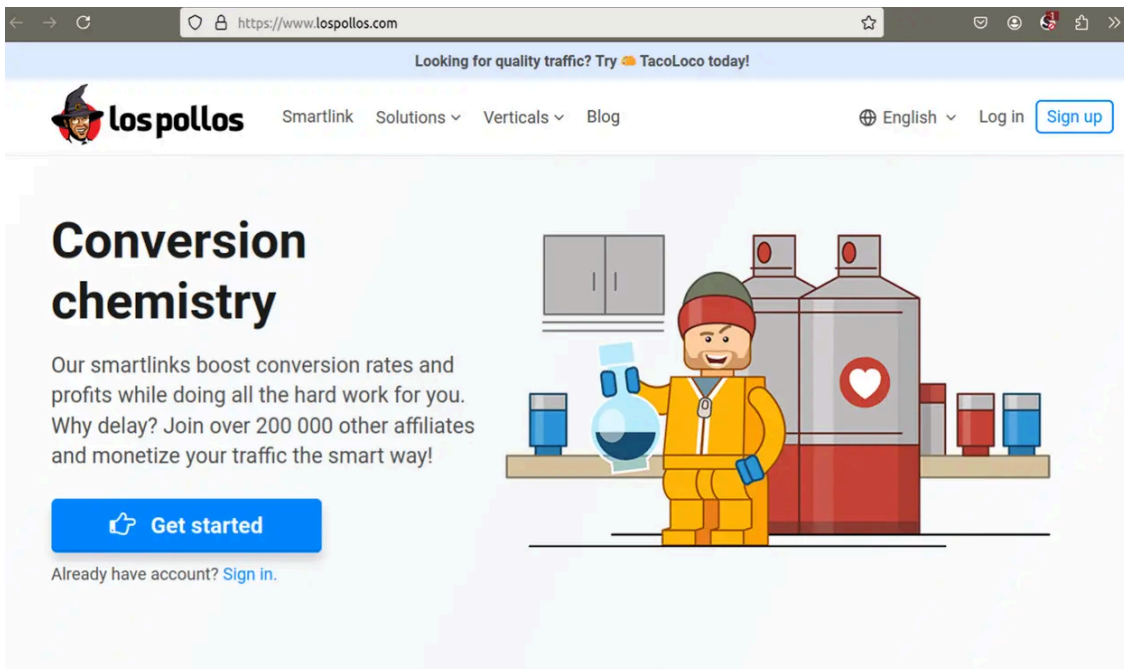 https://www.lospollos.com
1
Looking for quality traffic? Try 🌮 TacoLoco today!
los pollos Smartlink Solutions Verticals Blog English Log in Sign up
Conversion
chemistry
Our smartlinks boost conversion rates and
profits while doing all the hard work for you.
Why delay? Join over 200 000 other affiliates
and monetize your traffic the smart way!
Get started
Already have account? Sign in.